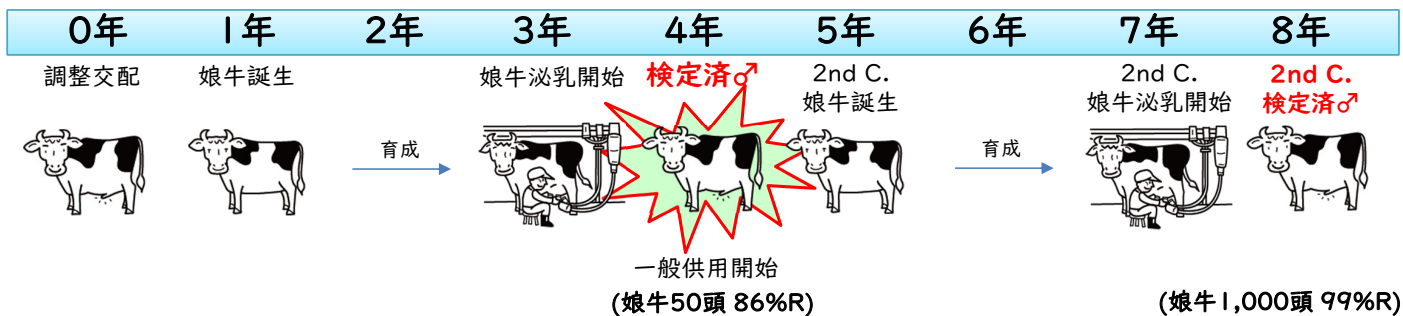 0年 1年 2年 3年 4年 5年 6年 7年 8年
調整交配 娘牛誕生 娘牛泌乳開始 検定済♂ 2nd C. 2nd C. 2nd C.
娘牛誕生 娘牛泌乳開始 検定済♂
育成 育成
一般供用開始
(娘牛50頭 86%R) (娘牛1,000頭 99%R)